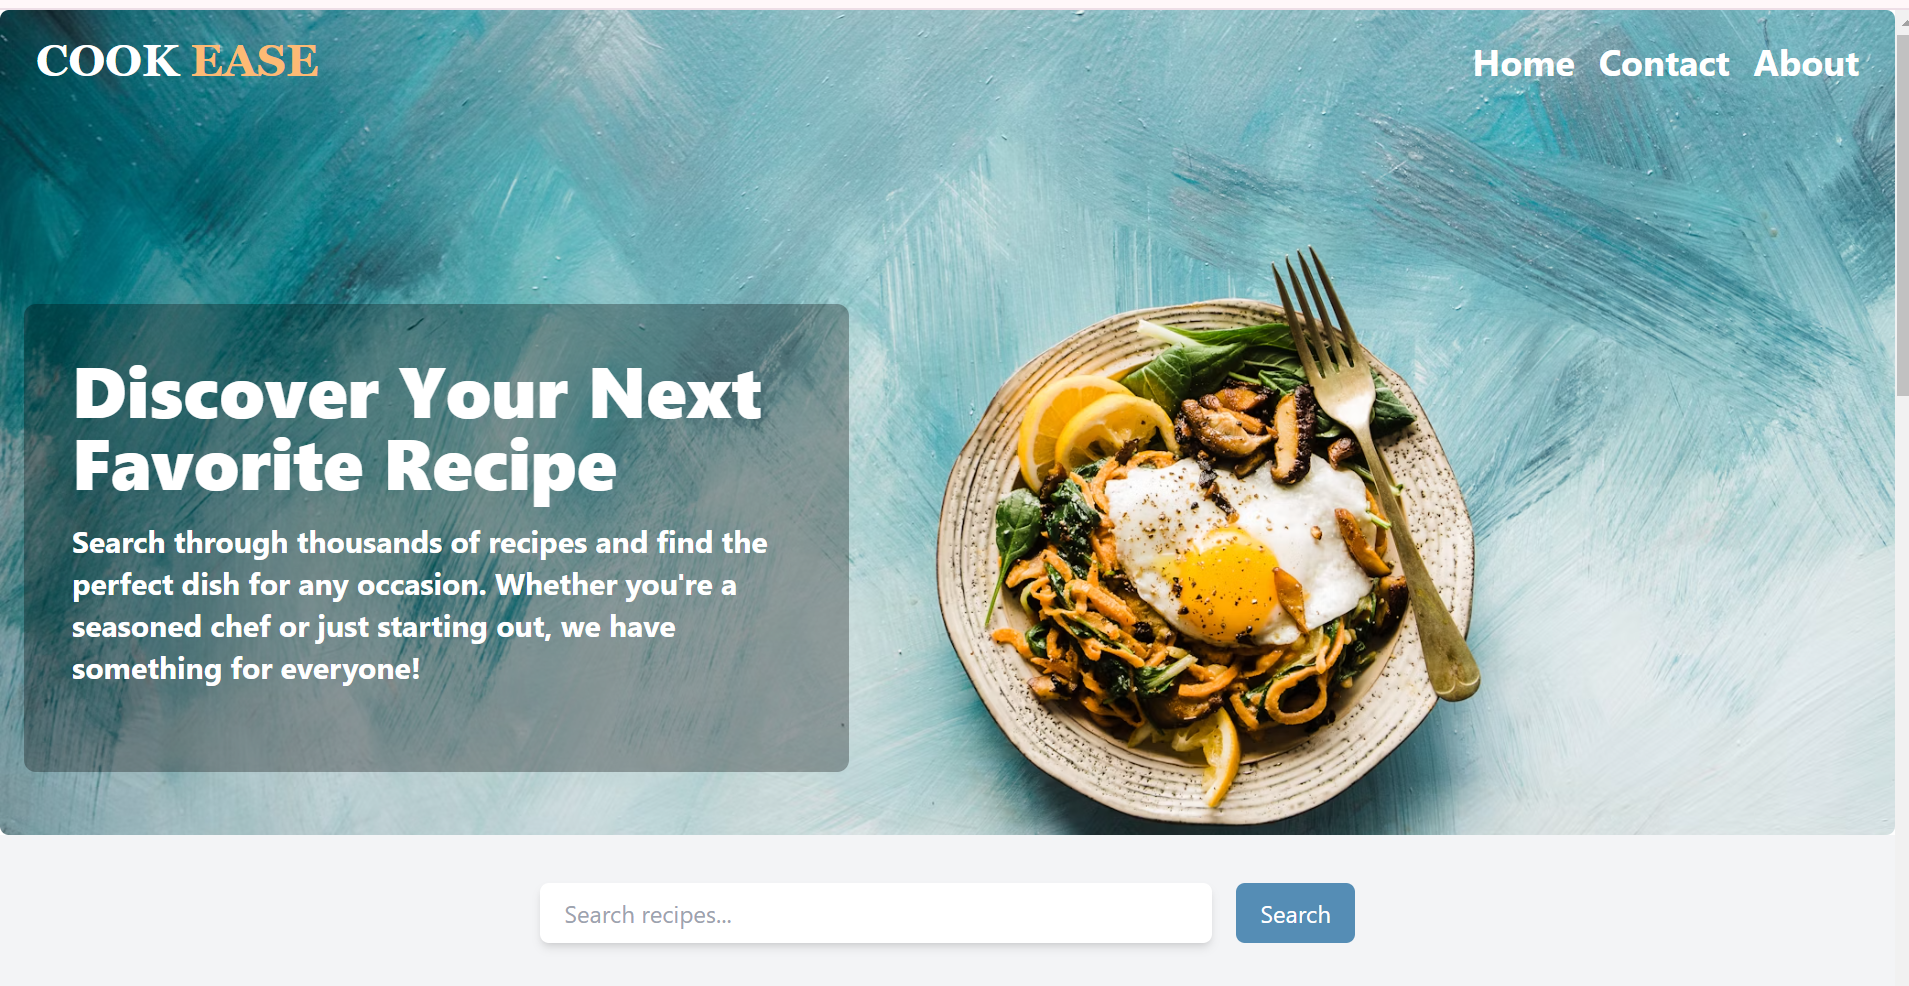 COOK EASE
Home Contact About
Discover Your Next
Favorite Recipe
Search through thousands of recipes and find the
perfect dish for any occasion. Whether you're a
seasoned chef or just starting out, we have
something for everyone!
Search recipes...
Search